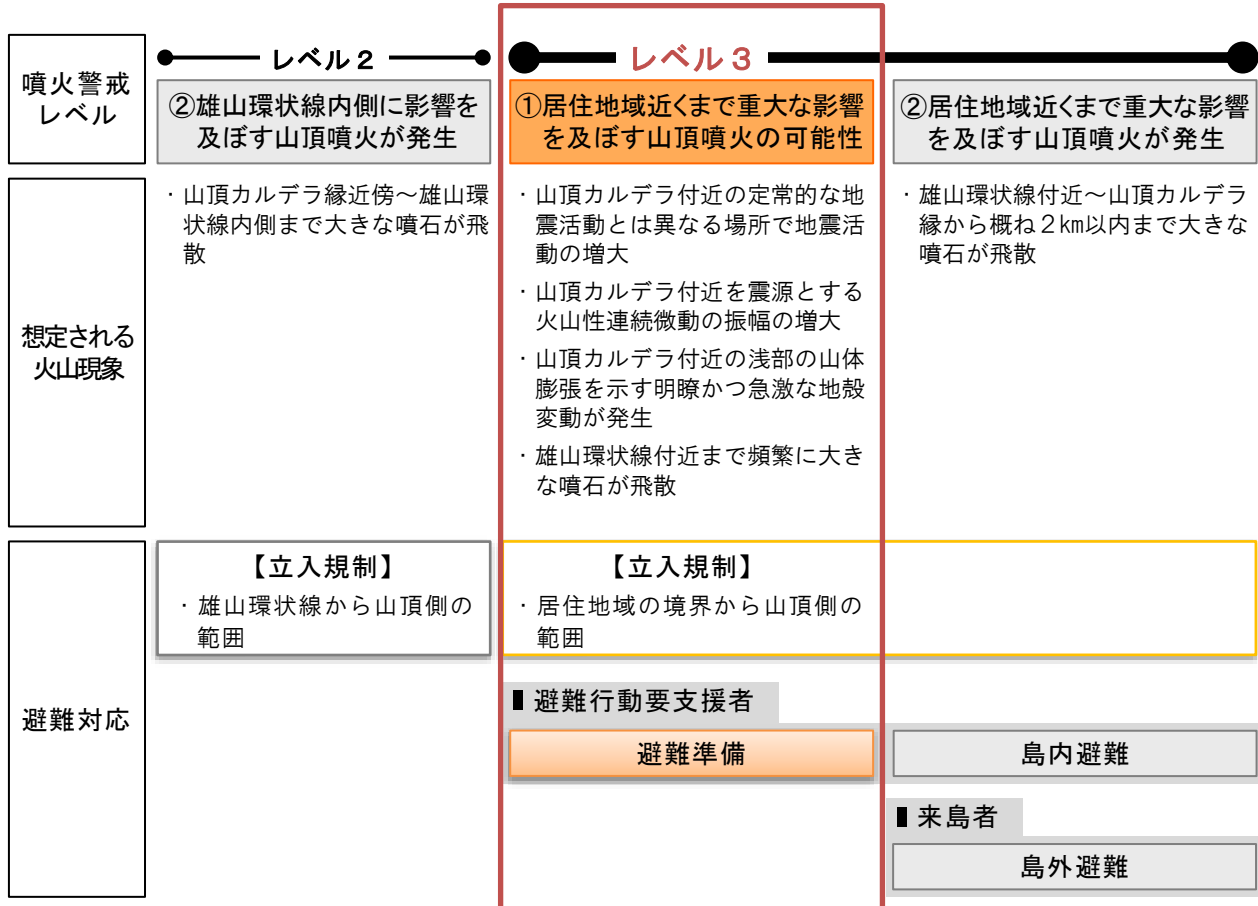 噴火警戒
レベル
レベル2
レベル3
②雄山環状線内側に影響を
及ぼす山頂噴火が発生
①居住地域近くまで重大な影響
を及ぼす山頂噴火の可能性
②居住地域近くまで重大な影響
を及ぼす山頂噴火が発生
想定される
火山現象
・山頂カルデラ縁近傍～雄山環
状線内側まで大きな噴石が飛
散
・山頂カルデラ付近の定常的な地
震活動とは異なる場所で地震活
動の増大
・山頂カルデラ付近を震源とする
火山性連続微動の振幅の増大
・山頂カルデラ付近の浅部の山体
膨張を示す明瞭かつ急激な地殻
変動が発生
・雄山環状線付近まで頻繁に大き
な噴石が飛散
・雄山環状線付近～山頂カルデラ
縁から概ね2km以内まで大きな
噴石が飛散
避難対応
【立入規制】
・雄山環状線から山頂側の
範囲
【立入規制】
・居住地域の境界から山頂側の
範囲
■避難行動要支援者
避難準備
島内避難
■来島者
島外避難